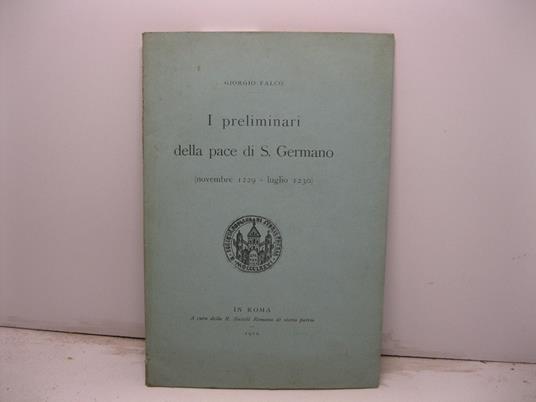 GIORGIO FALCO
I preliminari
della pace di S. Germano
(novembre 1229 - luglio 1230)
IN ROMA
A cura della R. Società Romana di storia patria